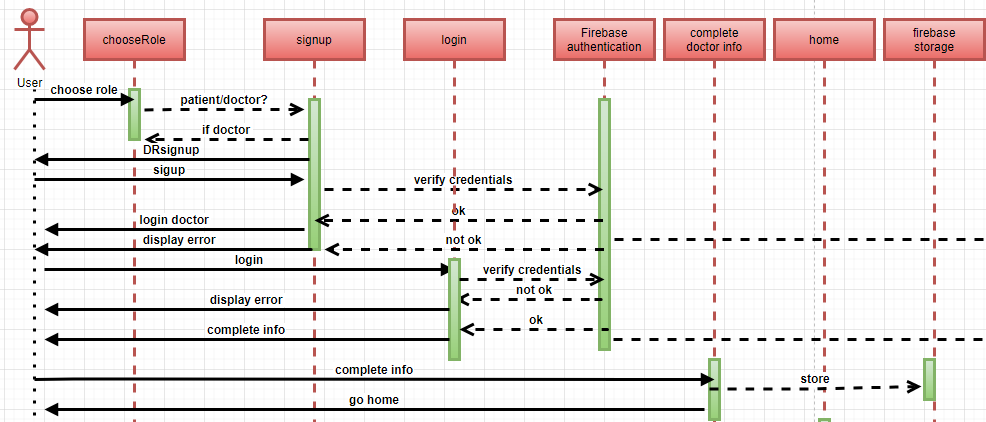 chooseRole
signup
login
Firebase
authentication
complete
doctor info
home
firebase
storage
User
choose role
patient/doctor?
if doctor
DRsignup
sigup
verify credentials
ok
login doctor
display error
not ok
login
verify credentials
not ok
display error
ok
complete info
complete info
store
go home